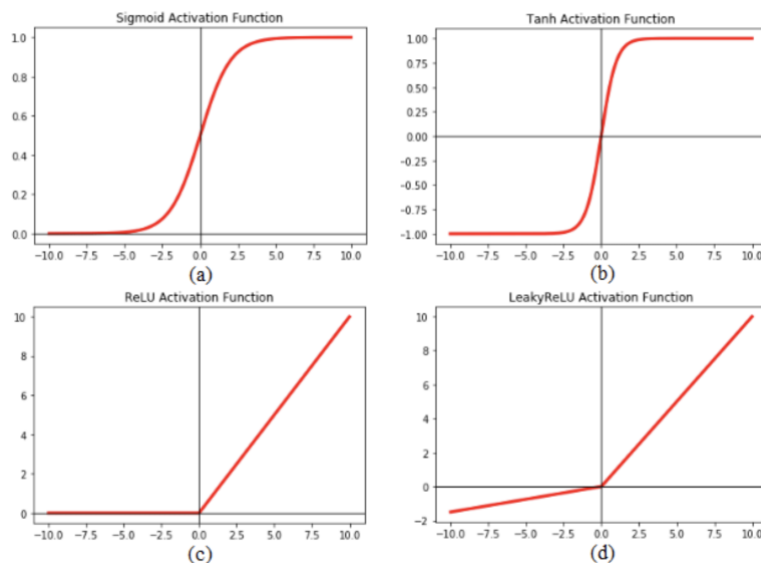 Sigmoid Activation Function
1.0
0.8
0.6
0.4
0.2
0.0
−10.0 −7.5 −5.0 −2.5 0.0 2.5 5.0 7.5 10.0
(a)
Tanh Activation Function
1.00
0.75
0.50
0.25
0.00
−0.25
−0.50
−0.75
−1.00
−10.0 −7.5 −5.0 −2.5 0.0 2.5 5.0 7.5 10.0
(b)
ReLU Activation Function
10
8
6
4
2
0
−10.0 −7.5 −5.0 −2.5 0.0 2.5 5.0 7.5 10.0
(c)
LeakyReLU Activation Function
10
8
6
4
2
0
−2
−10.0 −7.5 −5.0 −2.5 0.0 2.5 5.0 7.5 10.0
(d)